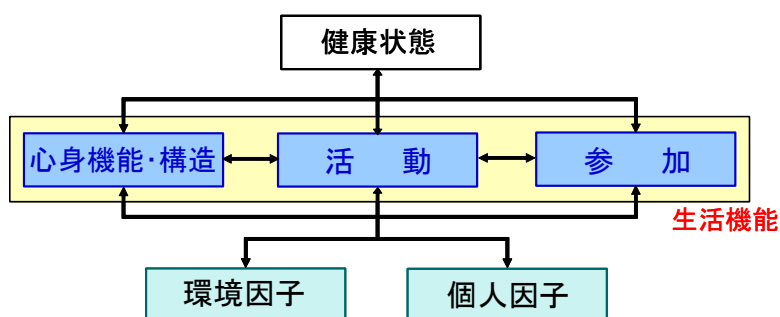 健康状態
心身機能・構造
活　動
参　加
生活機能
環境因子
個人因子